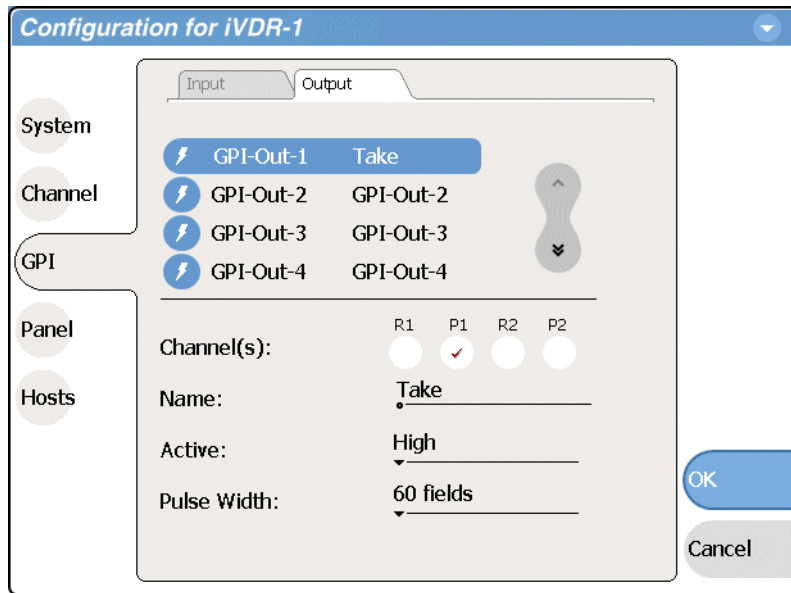 Configuration for iVDR-1
Input Output
System
Channel
GPI
Panel
Hosts
GPI-Out-1 Take
GPI-Out-2 GPI-Out-2
GPI-Out-3 GPI-Out-3
GPI-Out-4 GPI-Out-4
R1 P1 R2 P2
Channel(s):
Name: Take
Active: High
Pulse Width: 60 fields
OK
Cancel